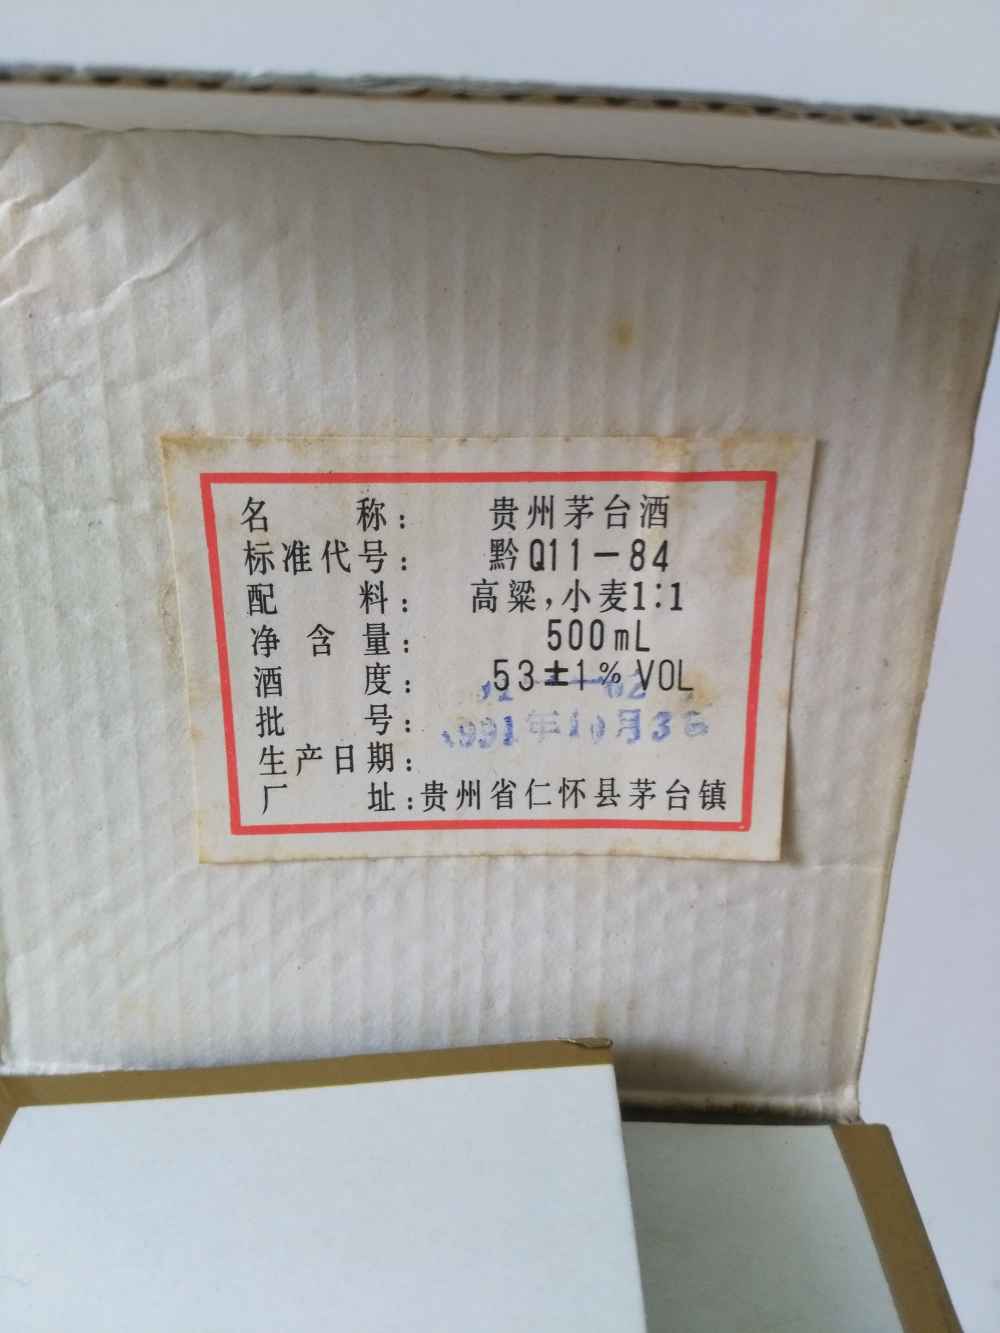 名称：贵州茅台酒
标准代号：黔Q11－84
配料：高粱，小麦1:1
净含量：500mL
酒度：53±1%VOL
批号：
生产日期：
厂址：贵州省仁怀县茅台镇